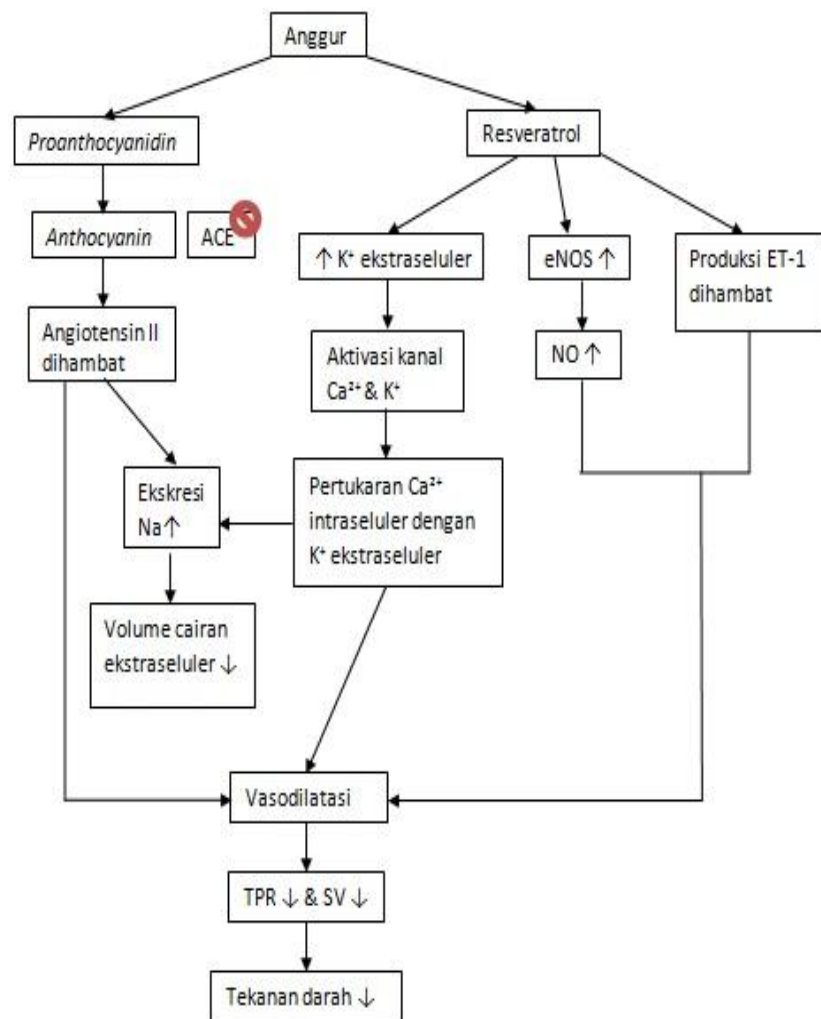 Anggur
Proanthocyanidin
Resveratrol
Anthocyanin
ACE
↑ K⁺ ekstraseluler
eNOS ↑
Produksi ET-1
dihambat
Angiotensin II
dihambat
Aktivasi kanal
Ca²⁺ & K⁺
NO ↑
Ekskresi
Na↑
Pertukaran Ca²⁺
intraseluler dengan
K⁺ ekstraseluler
Volume cairan
ekstraseluler ↓
Vasodilatasi
TPR ↓ & SV ↓
Tekanan darah ↓